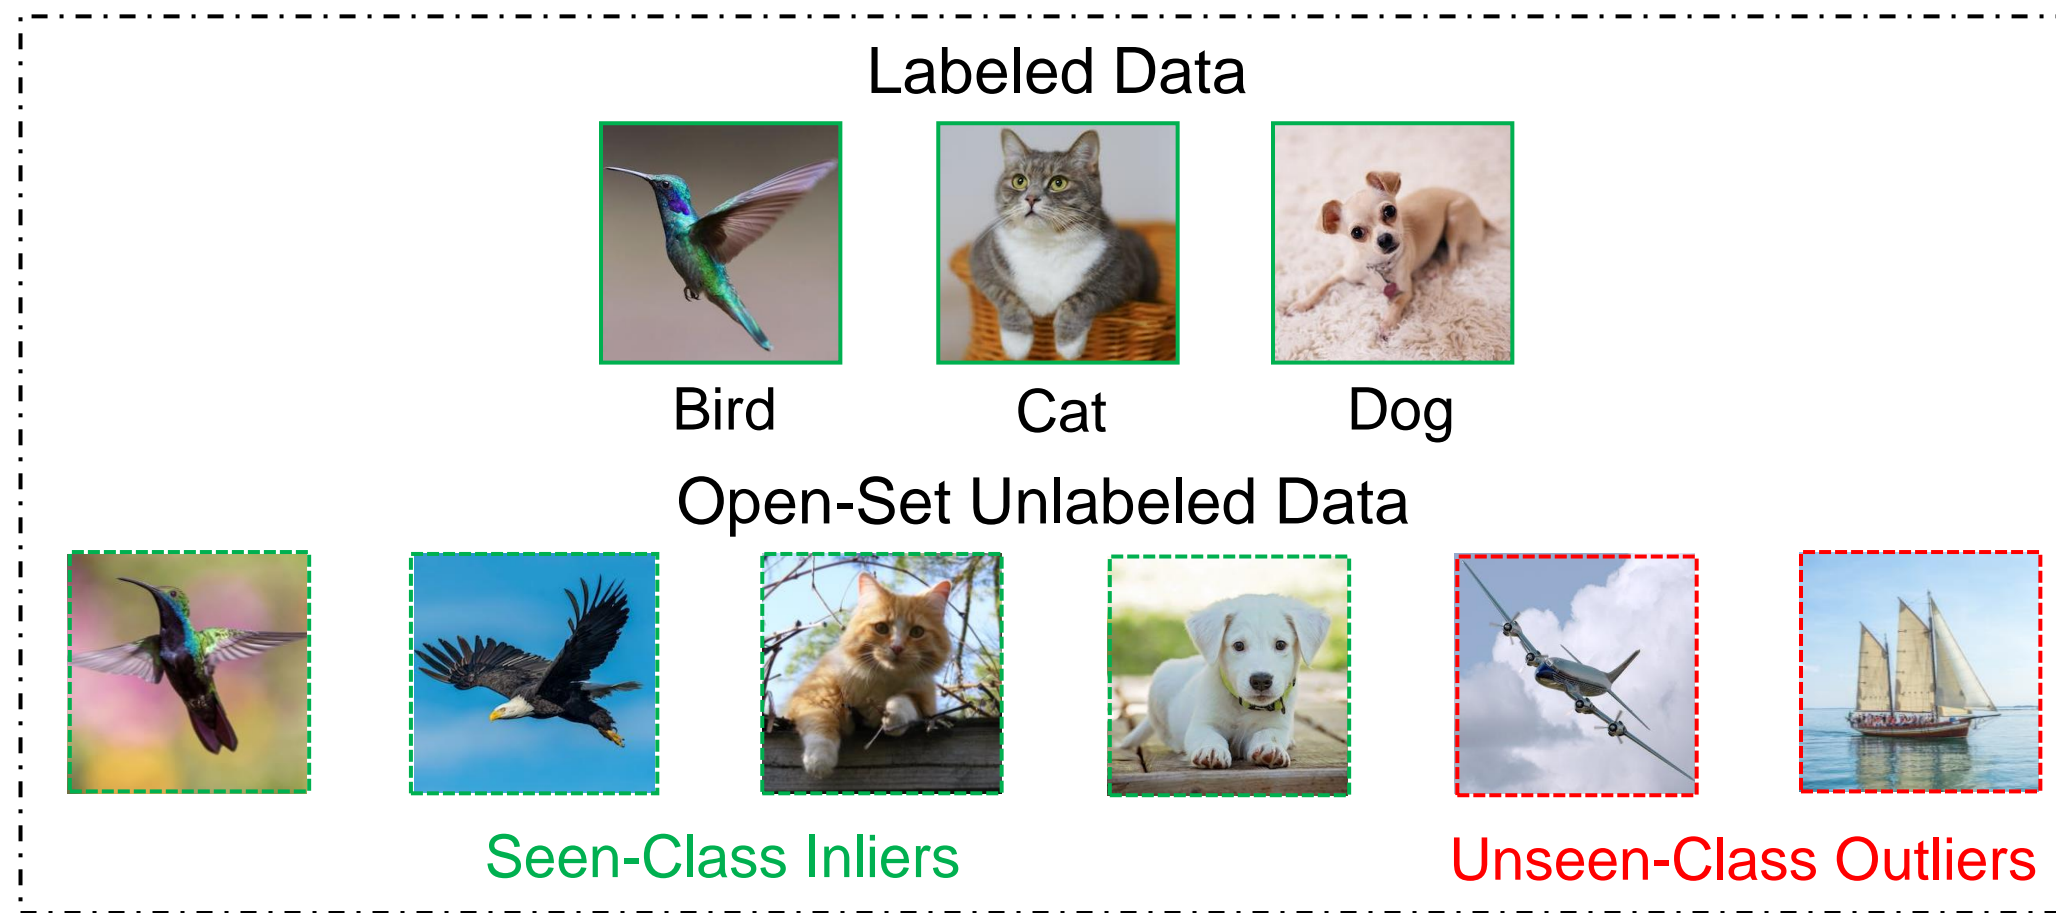 Labeled Data
Bird
Cat
Dog
Open-Set Unlabeled Data
Seen-Class Inliers
Unseen-Class Outliers